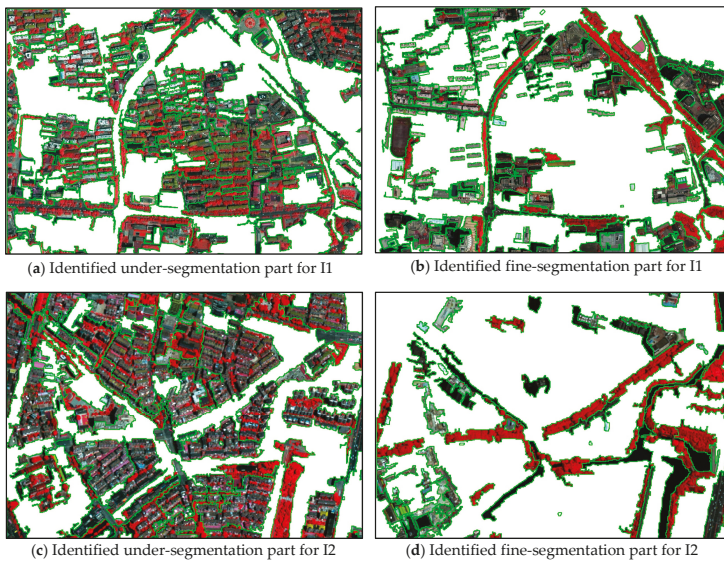 (a) Identified under-segmentation part for I1
(b) Identified fine-segmentation part for I1
(c) Identified under-segmentation part for I2
(d) Identified fine-segmentation part for I2